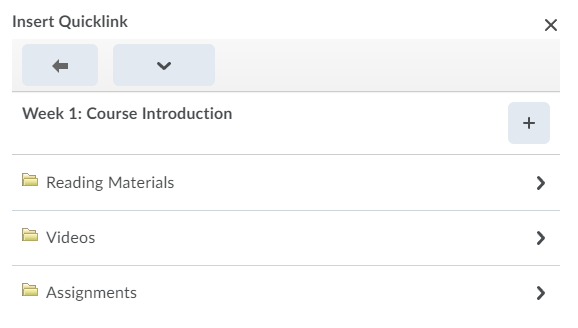 Insert Quicklink
Week 1: Course Introduction
Reading Materials
Videos
Assignments